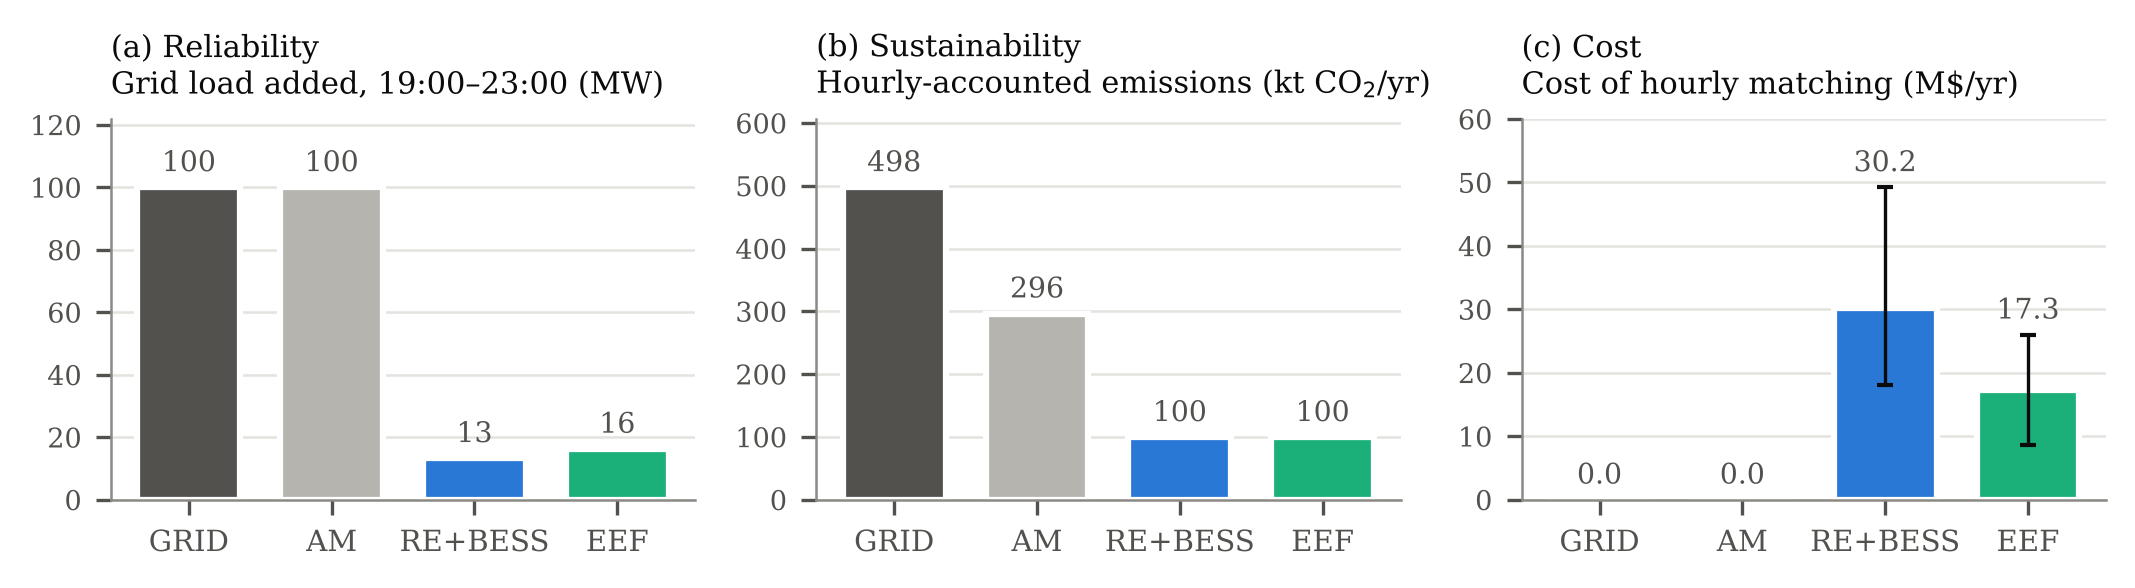 (a) Reliability
Grid load added, 19:00–23:00 (MW)
120
100
80
60
40
20
0
100
100
13
16
GRID
AM
RE+BESS
EEF
(b) Sustainability
Hourly-accounted emissions (kt CO₂/yr)
600
500
400
300
200
100
0
498
296
100
100
GRID
AM
RE+BESS
EEF
(c) Cost
Cost of hourly matching (M$/yr)
60
50
40
30
20
10
0
0.0
0.0
30.2
17.3
GRID
AM
RE+BESS
EEF